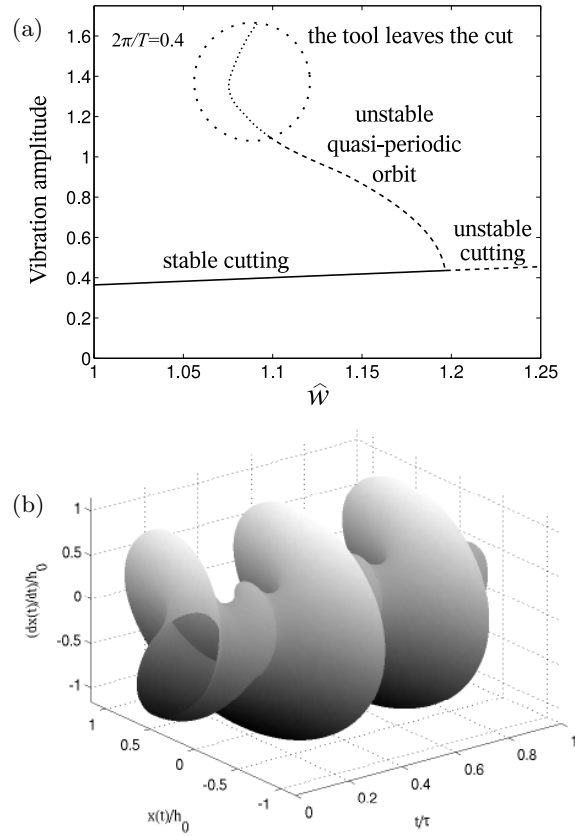 (a)
2π/T=0.4
the tool leaves the cut
unstable
quasi-periodic
orbit
unstable
cutting
stable cutting
Vibration amplitude
1.6
1.4
1.2
1
0.8
0.6
0.4
0.2
0
1
1.05
1.1
1.15
1.2
1.25
ŵ
(b)
(dx(t)/dt)/h₀
1
0.5
0
-0.5
-1
1
0.5
0
-0.5
-1
x(t)/h₀
0
0.2
0.4
0.6
0.8
1
t/τ